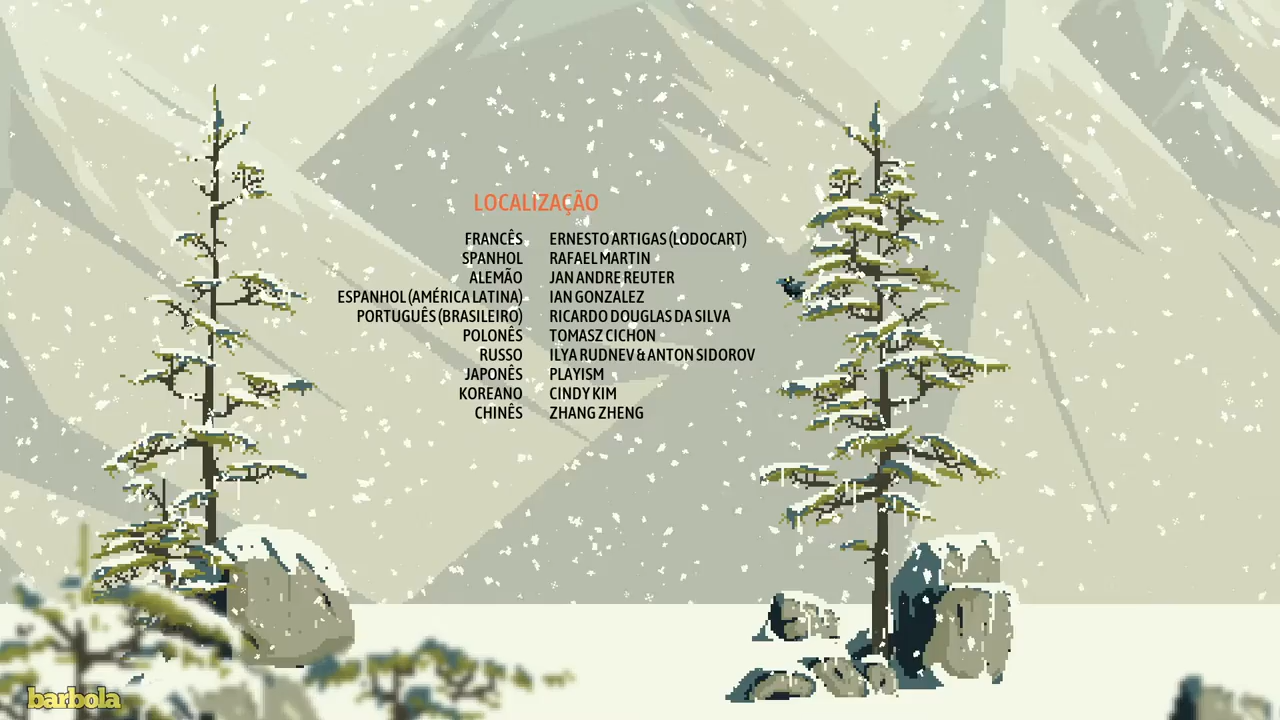 LOCALIZAÇÃO
FRANCÊS ERNESTO ARTIGAS (LODOCART)
SPANHOL RAFAEL MARTIN
ALEMÃO JAN ANDRE REUTER
ESPANHOL (AMÉRICA LATINA) IAN GONZALEZ
PORTUGUÊS (BRASILEIRO) RICARDO DOUGLAS DA SILVA
POLONÊS TOMASZ CICHON
RUSSO ILYA RUDNEV & ANTON SIDOROV
JAPONÊS PLAYISM
KOREANO CINDY KIM
CHINÊS ZHANG ZHENG
barbola